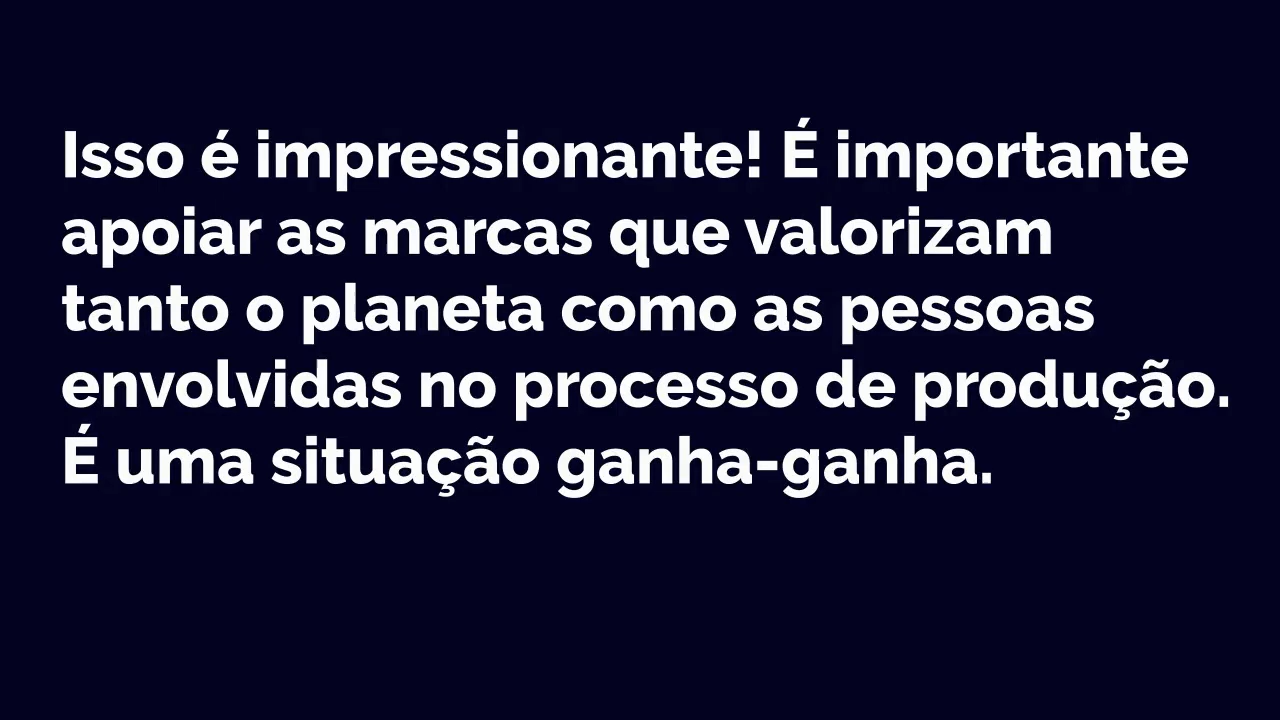 Isso é impressionante! É importante
apoiar as marcas que valorizam
tanto o planeta como as pessoas
envolvidas no processo de produção.
É uma situação ganha-ganha.